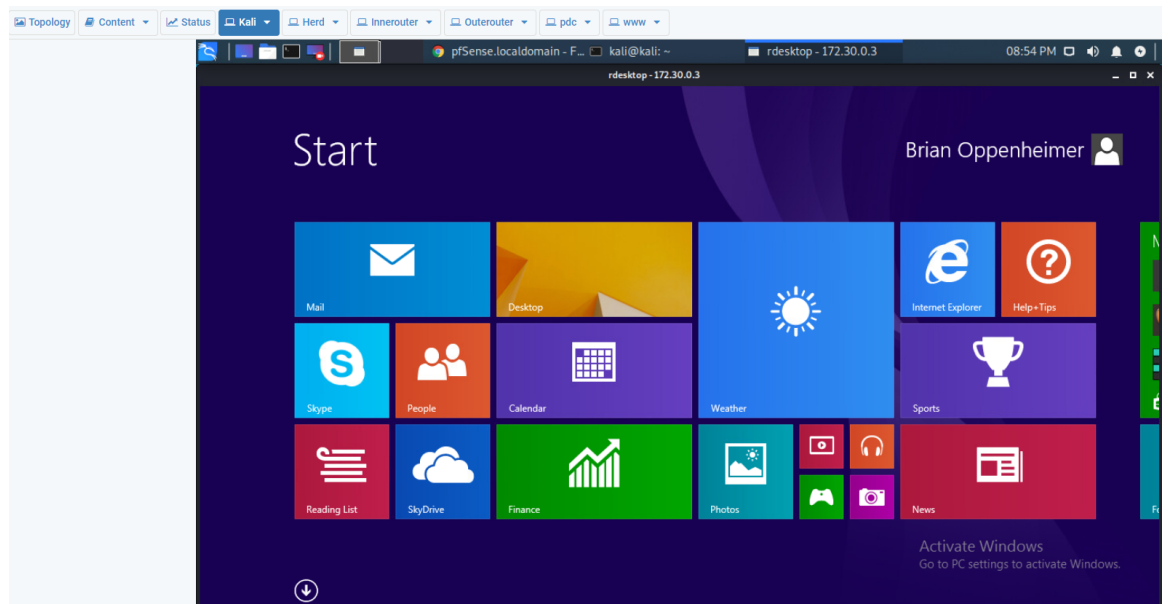 Topology Content Status Kali Herd Innerouter Outerouter pdc www
pfSense.localdomain - F... kali@kali: ~ rdesktop - 172.30.0.3 08:54 PM
rdesktop - 172.30.0.3
Start
Brian Oppenheimer
Mail
Desktop
Weather
Internet Explorer
Help+Tips
Skype
People
Calendar
Sports
Reading List
SkyDrive
Finance
Photos
News
Activate Windows
Go to PC settings to activate Windows.